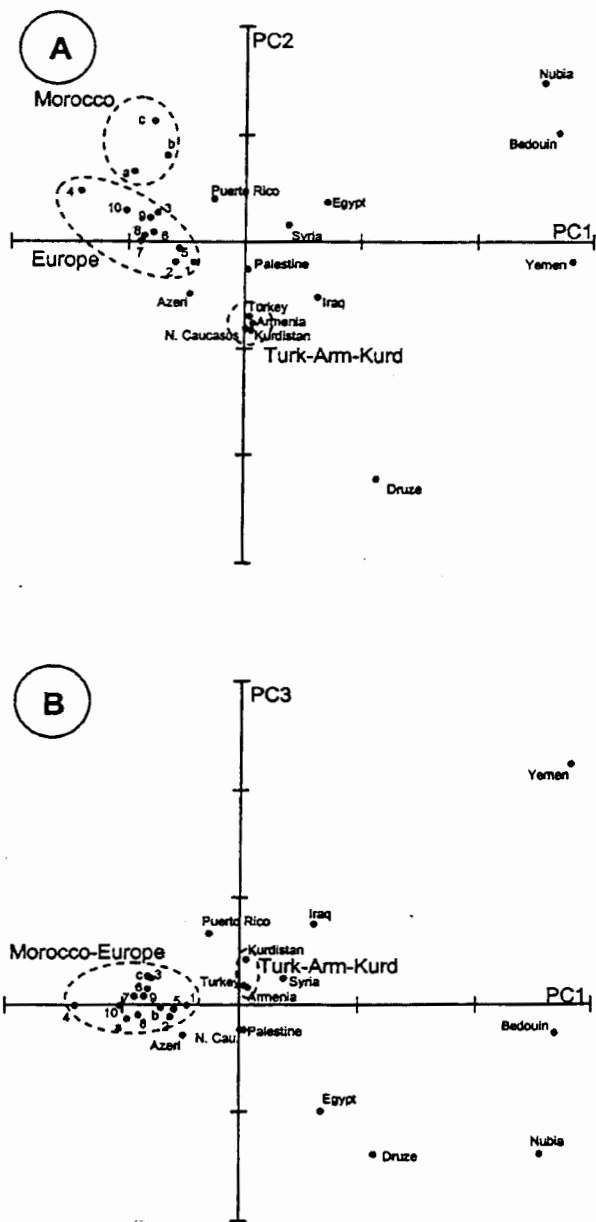 A
PC2
Nubia
Morocco
c
Bedouin
b
a
4
Puerto Rico
Egypt
10
3
9
Syria
8
6
7
PC1
5
Europe
2
1
Palestine
Yemen
Azeri
Iraq
Turkey
Armenia
N. Caucasos
Kurdistan
Turk-Arm-Kurd
Druze
B
PC3
Yemen
Puerto Rico
Iraq
Morocco-Europe
Kurdistan
Turk-Arm-Kurd
c
3
6
Turkey
Syria
7
9
Armenia
5
1
PC1
4
10
b
a
8
2
Azeri
N. Cau.
Palestine
Bedouin
Egypt
Druze
Nubia